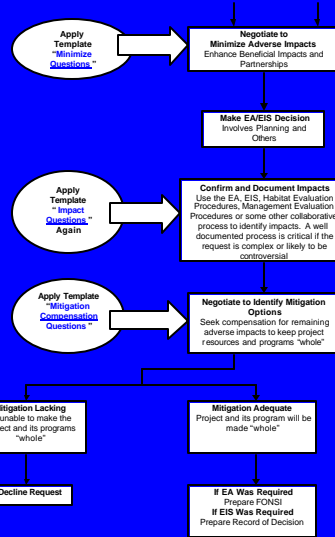 Apply
Template
"Minimize
Questions "
Negotiate to
Minimize Adverse Impacts
Enhance Beneficial Impacts and
Partnerships
Make EA/EIS Decision
Involves Planning and
Others
Apply
Template
" Impact
Questions "
Again
Confirm and Document Impacts
Use the EA, EIS, Habitat Evaluation
Procedures, Management Evaluation
Procedures or some other collaborative
process to identify impacts. A well
documented process is critical if the
request is complex or likely to be
controversial
Apply Template
"Mitigation
Compensation
Questions "
Negotiate to Identify Mitigation
Options
Seek compensation for remaining
adverse impacts to keep project
resources and programs "whole"
Mitigation Lacking
unable to make the
and its programs
"whole"
Mitigation Adequate
Project and its program will be
made "whole"
Decline Request
If EA Was Required
Prepare FONSI
If EIS Was Required
Prepare Record of Decision